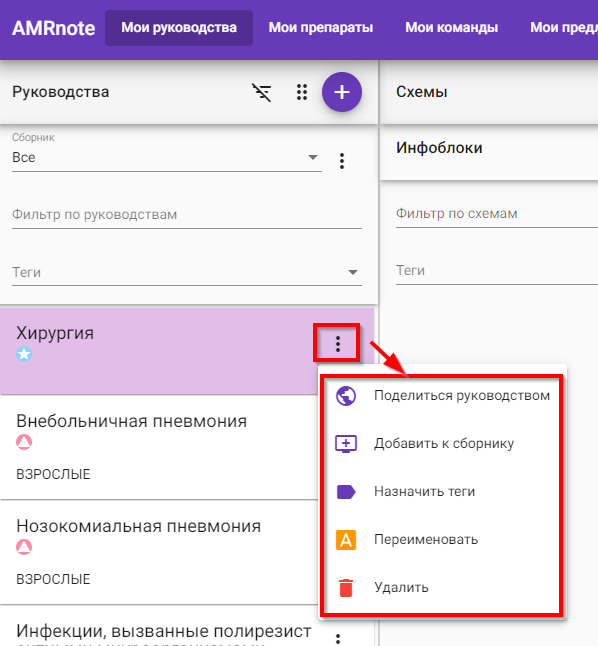 AMRnote
Мои руководства
Мои препараты
Мои команды
Мои пред
Руководства
Схемы
Сборник
Все
Инфоблоки
Фильтр по руководствам
Фильтр по схемам
Теги
Теги
Хирургия
Поделиться руководством
Добавить к сборнику
Назначить теги
Переименовать
Удалить
Внебольничная пневмония
ВЗРОСЛЫЕ
Нозокомиальная пневмония
ВЗРОСЛЫЕ
Инфекции, вызванные полирезист